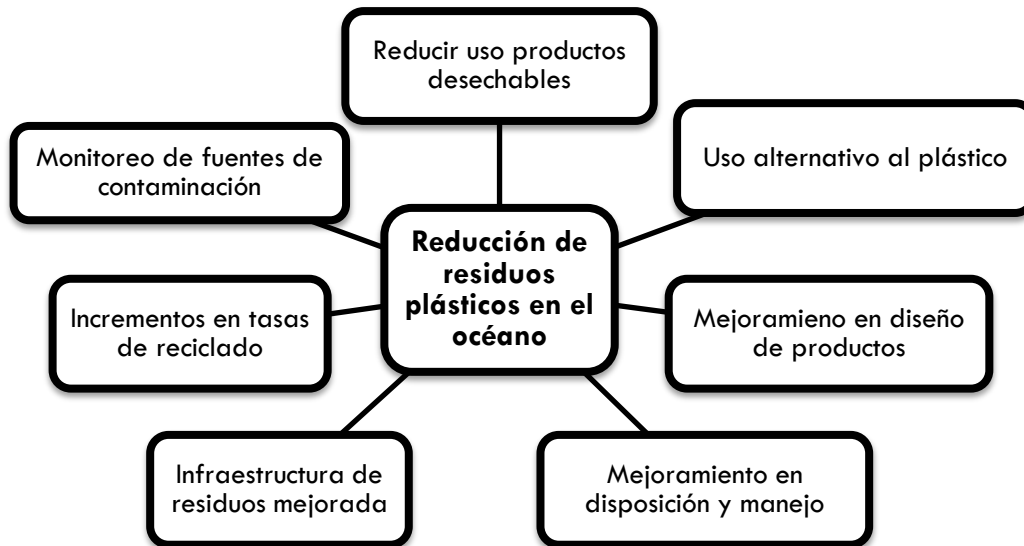 Reducir uso productos
desechables
Uso alternativo al plástico
Monitoreo de fuentes de
contaminación
Reducción de
residuos
plásticos en el
océano
Incrementos en tasas
de reciclado
Mejoramieno en diseño
de productos
Infraestructura de
residuos mejorada
Mejoramiento en
disposición y manejo